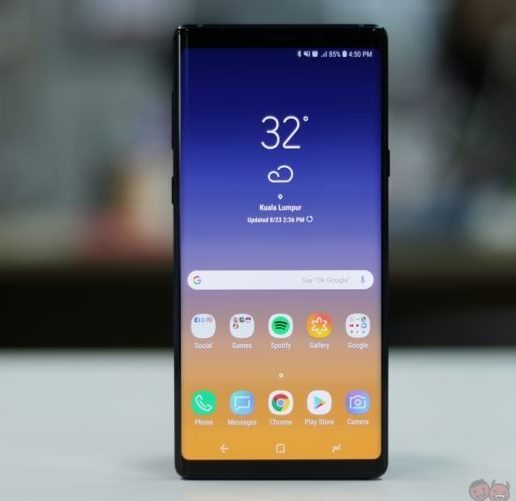 85% 4:50 PM
32°
Kuala Lumpur
Updated 8/23 2:36 PM
G Say "Ok Google"
Social Games Spotify Gallery Google
Phone Messages Chrome Play Store Camera